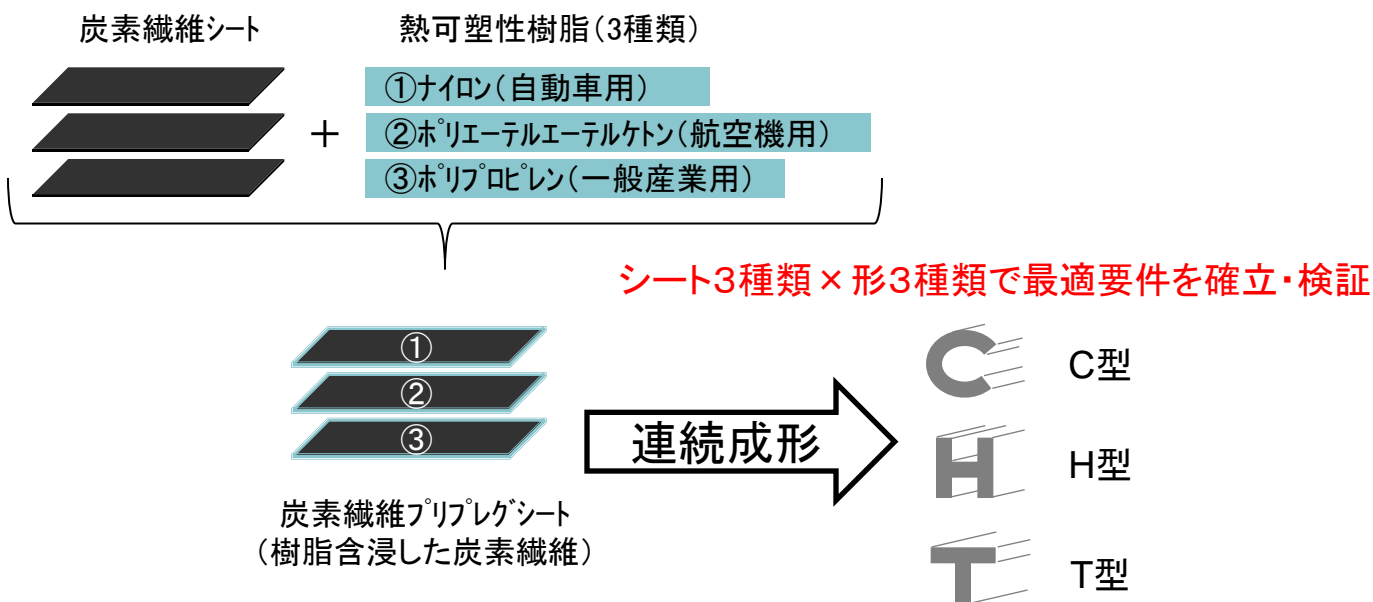 炭素繊維シート
熱可塑性樹脂(3種類)
①ナイロン(自動車用)
＋
②ポリエーテルエーテルケトン(航空機用)
③ポリプロピレン(一般産業用)
シート3種類×形3種類で最適要件を確立・検証
①
②
③
連続成形
炭素繊維プリプレグシート
(樹脂含浸した炭素繊維)
C
C型
H
H型
T
T型